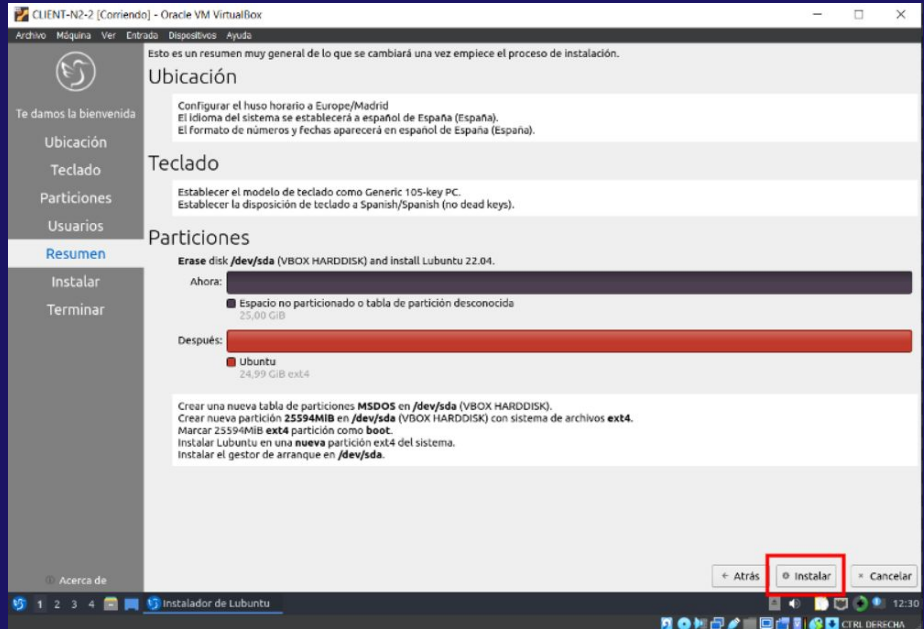 CLIENT-N2-2 [Corriendo] - Oracle VM VirtualBox
Archivo Máquina Ver Entrada Dispositivos Ayuda
Te damos la bienvenida
Ubicación
Teclado
Particiones
Usuarios
Resumen
Instalar
Terminar
Acerca de
Esto es un resumen muy general de lo que se cambiará una vez empiece el proceso de instalación.
Ubicación
Configurar el huso horario a Europe/Madrid
El idioma del sistema se establecerá a español de España (España).
El formato de números y fechas aparecerá en español de España (España).
Teclado
Establecer el modelo de teclado como Generic 105-key PC.
Establecer la disposición de teclado a Spanish/Spanish (no dead keys).
Particiones
Erase disk /dev/sda (VBOX HARDDISK) and install Lubuntu 22.04.
Ahora:
Espacio no particionado o tabla de partición desconocida
25,00 GiB
Después:
Ubuntu
24,99 GiB ext4
Crear una nueva tabla de particiones MSDOS en /dev/sda (VBOX HARDDISK).
Crear nueva partición 25594MiB en /dev/sda (VBOX HARDDISK) con sistema de archivos ext4.
Marcar 25594MiB ext4 partición como boot.
Instalar Lubuntu en una nueva partición ext4 del sistema.
Instalar el gestor de arranque en /dev/sda.
Atrás Instalar Cancelar
1 2 3 4 Instalador de Lubuntu 12:30
CTRL DERECHA